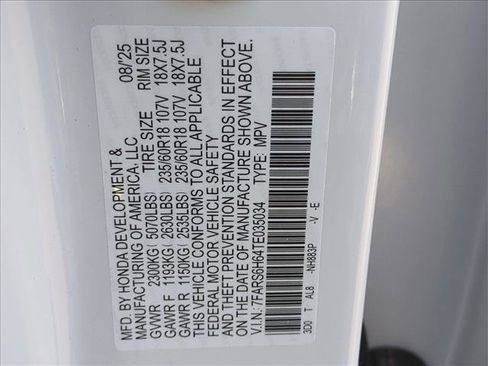 MFD. BY HONDA DEVELOPMENT & 08/'25
MANUFACTURING OF AMERICA, LLC
TIRE SIZE RIM SIZE
GVWR 2300KG ( 5070LBS)
GAWR F 1193KG ( 2630LBS) 235/60R18 107V 18X7.5J
GAWR R 1150KG ( 2535LBS) 235/60R18 107V 18X7.5J
THIS VEHICLE CONFORMS TO ALL APPLICABLE
FEDERAL MOTOR VEHICLE SAFETY, BUMPER,
AND THEFT PREVENTION STANDARDS IN EFFECT
ON THE DATE OF MANUFACTURE SHOWN ABOVE.
V.I.N: 7FARS6H64TE035034 TYPE: MPV
3D0 T AL8 -NH883P -V -E